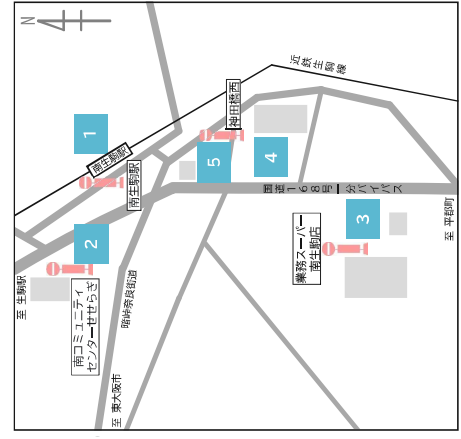 N
近鉄生駒線
神田橋西
1
南生駒駅
南生駒駅
5
4
国道168号 分バイパス
2
3
業務スーパー
南生駒店
至 平郡町
至 生駒駅
南コミュニティ
センターせせらぎ
暗峠奈良街道
至 東大阪市